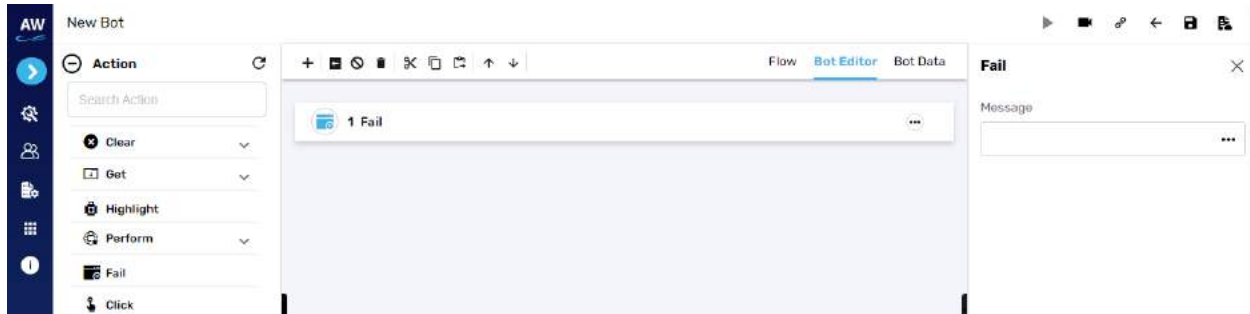 AW
New Bot
Action
Search Action
Clear
Get
Highlight
Perform
Fail
Click
Flow
Bot Editor
Bot Data
1 Fail
Fail
Message